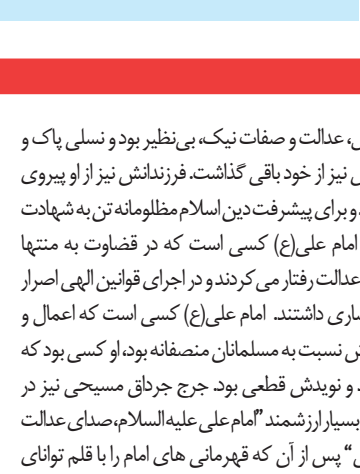 ، عدالت و صفات نیک، بی‌نظیر بود و نسلی پاک و
نیز از خود باقی گذاشت. فرزندانش نیز از او پیروی
و برای پیشرفت دین اسلام مظلومانه تن به شهادت
امام علی(ع) کسی است که در قضاوت به منتها
عدالت رفتار می‌کردند و در اجرای قوانین الهی اصرار
داشتند. امام علی(ع) کسی است که اعمال و
نسبت به مسلمانان منصفانه بود، او کسی بود که
و نویدش قطعی بود. جرج جرداق مسیحی نیز در
بسیار ارزشمند "امام علی علیه‌السلام، صدای عدالت
" پس از آن که قهرمانی های امام را با قلم توانای